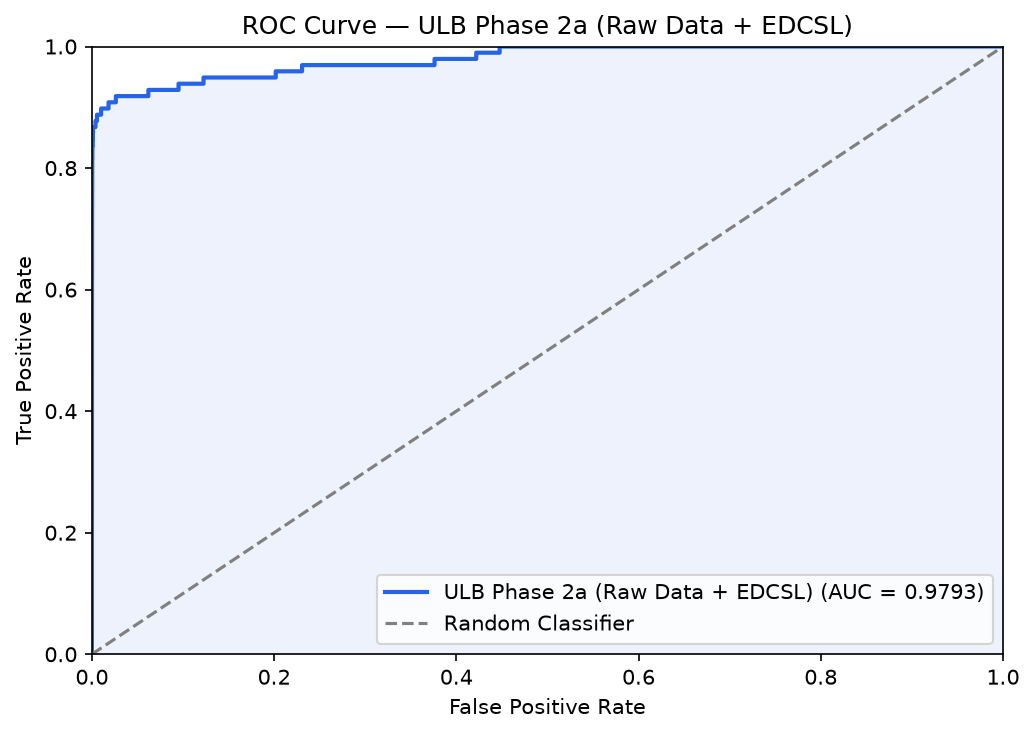 ROC Curve — ULB Phase 2a (Raw Data + EDCSL)
True Positive Rate
1.0
0.8
0.6
0.4
0.2
0.0
ULB Phase 2a (Raw Data + EDCSL) (AUC = 0.9793)
Random Classifier
0.0 0.2 0.4 0.6 0.8 1.0
False Positive Rate